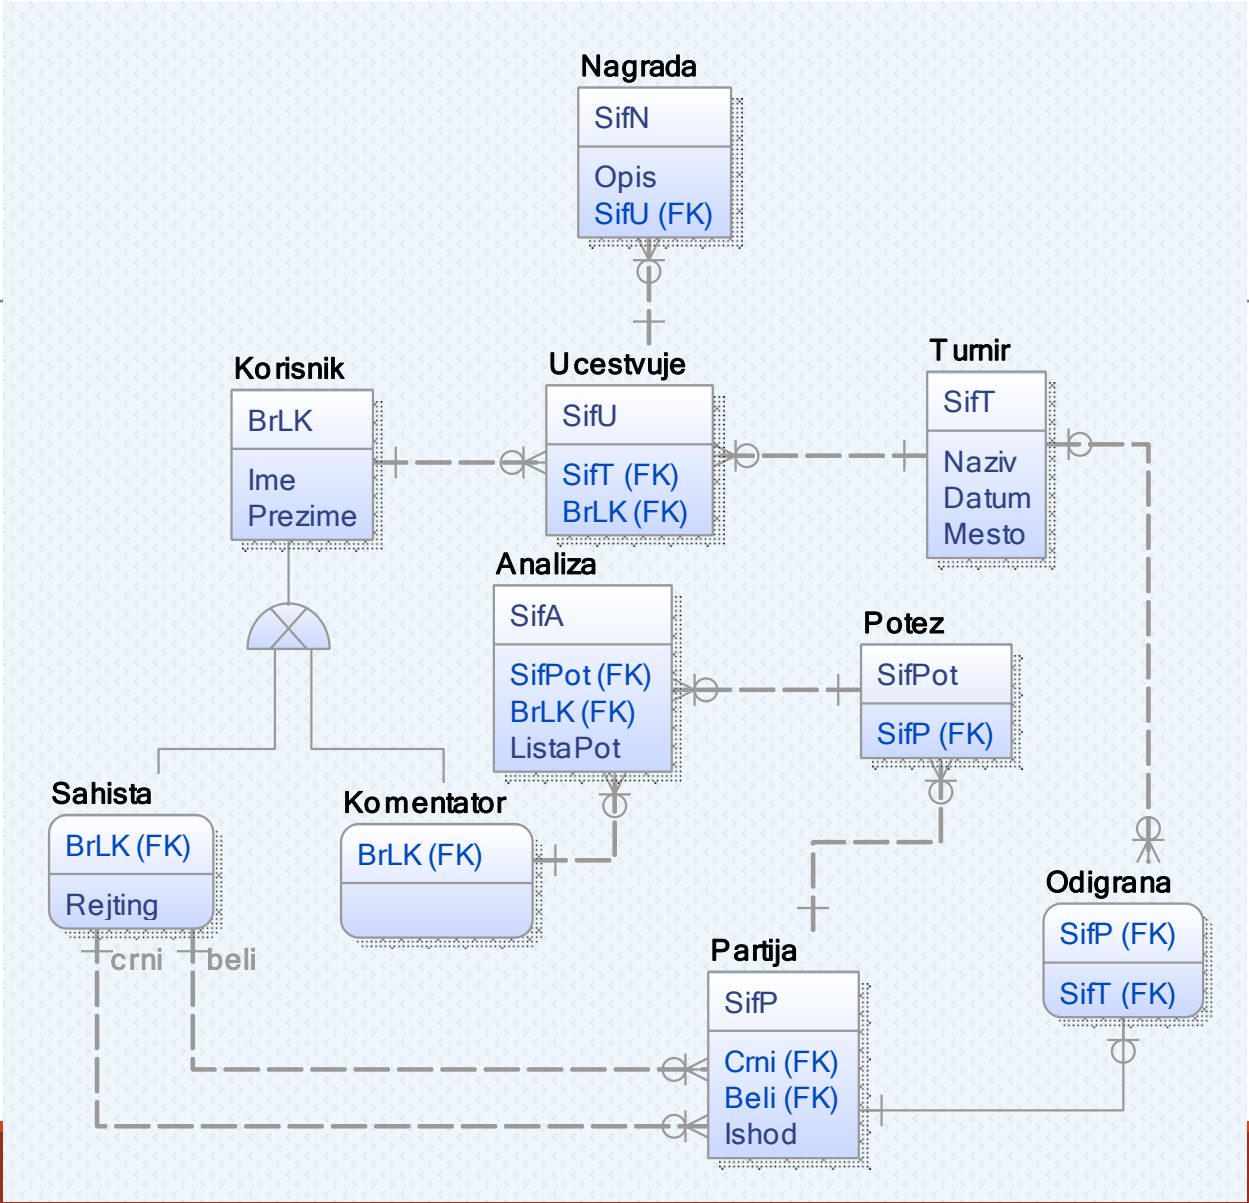 Nagrada
SifN
Opis
SifU (FK)
Korisnik
BrLK
Ime
Prezime
Ucestvuje
SifU
SifT (FK)
BrLK (FK)
Turnir
SifT
Naziv
Datum
Mesto
Analiza
SifA
SifPot (FK)
BrLK (FK)
ListaPot
Potez
SifPot
SifP (FK)
Sahista
BrLK (FK)
Rejting
crni
beli
Komentator
BrLK (FK)
Odigrana
SifP (FK)
SifT (FK)
Partija
SifP
Crni (FK)
Beli (FK)
Ishod